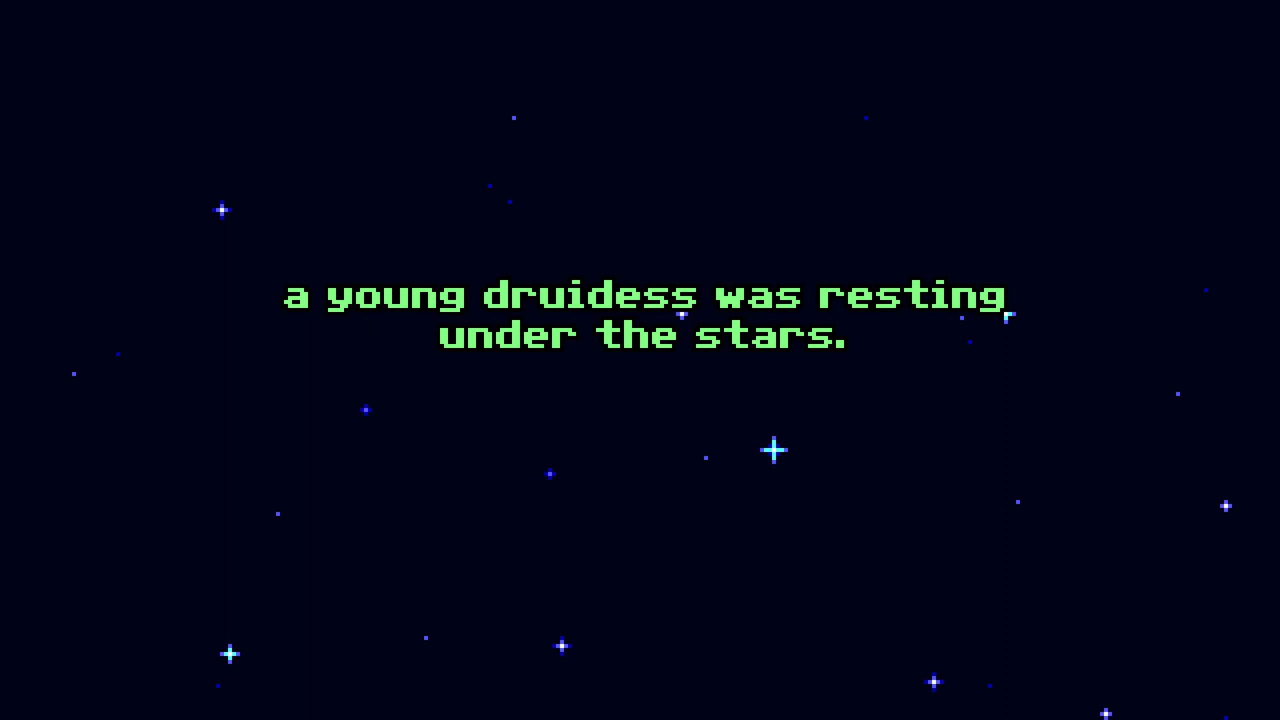 a young druidess was resting
under the stars.